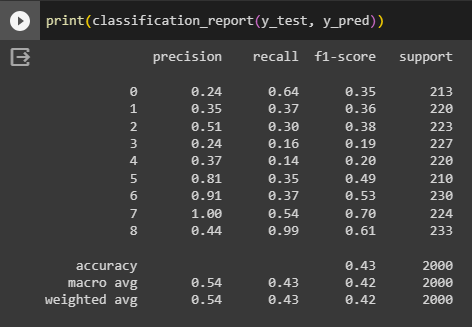 print(classification_report(y_test, y_pred))
precision recall f1-score support
0 0.24 0.64 0.35 213
1 0.35 0.37 0.36 220
2 0.51 0.30 0.38 223
3 0.24 0.16 0.19 227
4 0.37 0.14 0.20 220
5 0.81 0.35 0.49 210
6 0.91 0.37 0.53 230
7 1.00 0.54 0.70 224
8 0.44 0.99 0.61 233
accuracy 0.43 2000
macro avg 0.54 0.43 0.42 2000
weighted avg 0.54 0.43 0.42 2000